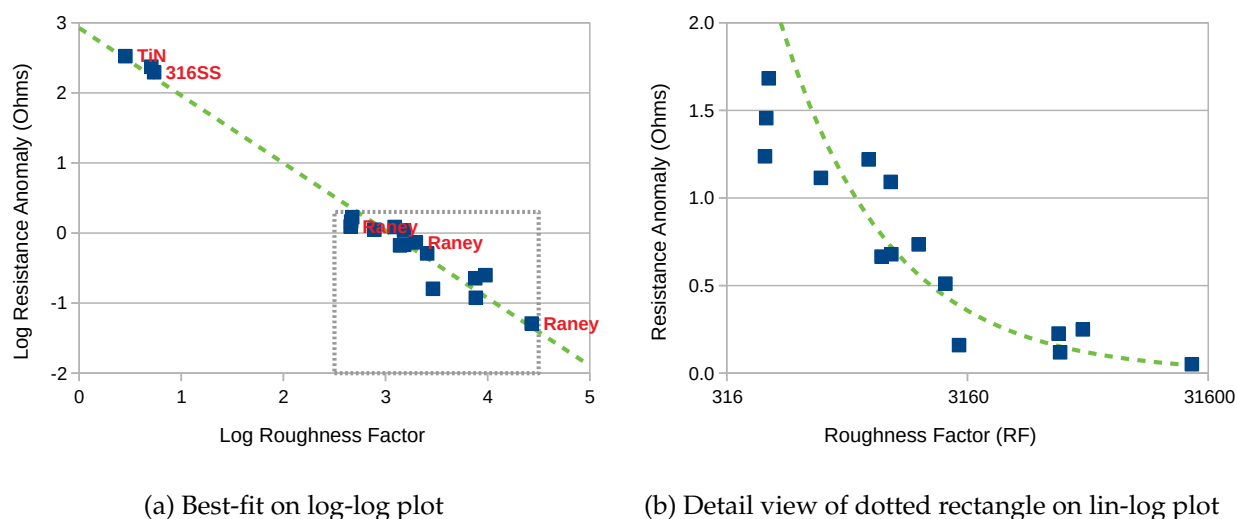 3
2
1
0
-1
-2
0 1 2 3 4 5
Log Resistance Anomaly (Ohms)
Log Roughness Factor
TiN
316SS
Raney
Raney
Raney
(a) Best-fit on log-log plot
2.0
1.5
1.0
0.5
0.0
316 3160 31600
Resistance Anomaly (Ohms)
Roughness Factor (RF)
(b) Detail view of dotted rectangle on lin-log plot